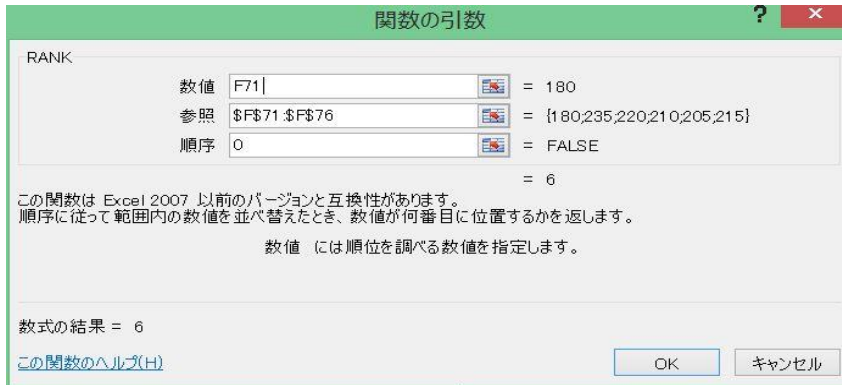 関数の引数 ? ×
RANK
数値 F71 = 180
参照 $F$71:$F$76 = {180;235;220;210;205;215}
順序 0 = FALSE
= 6
この関数は Excel 2007 以前のバージョンと互換性があります。
順序に従って範囲内の数値を並べ替えたとき、数値が何番目に位置するかを返します。
数値 には順位を調べる数値を指定します。
数式の結果 = 6
この関数のヘルプ(H) OK キャンセル